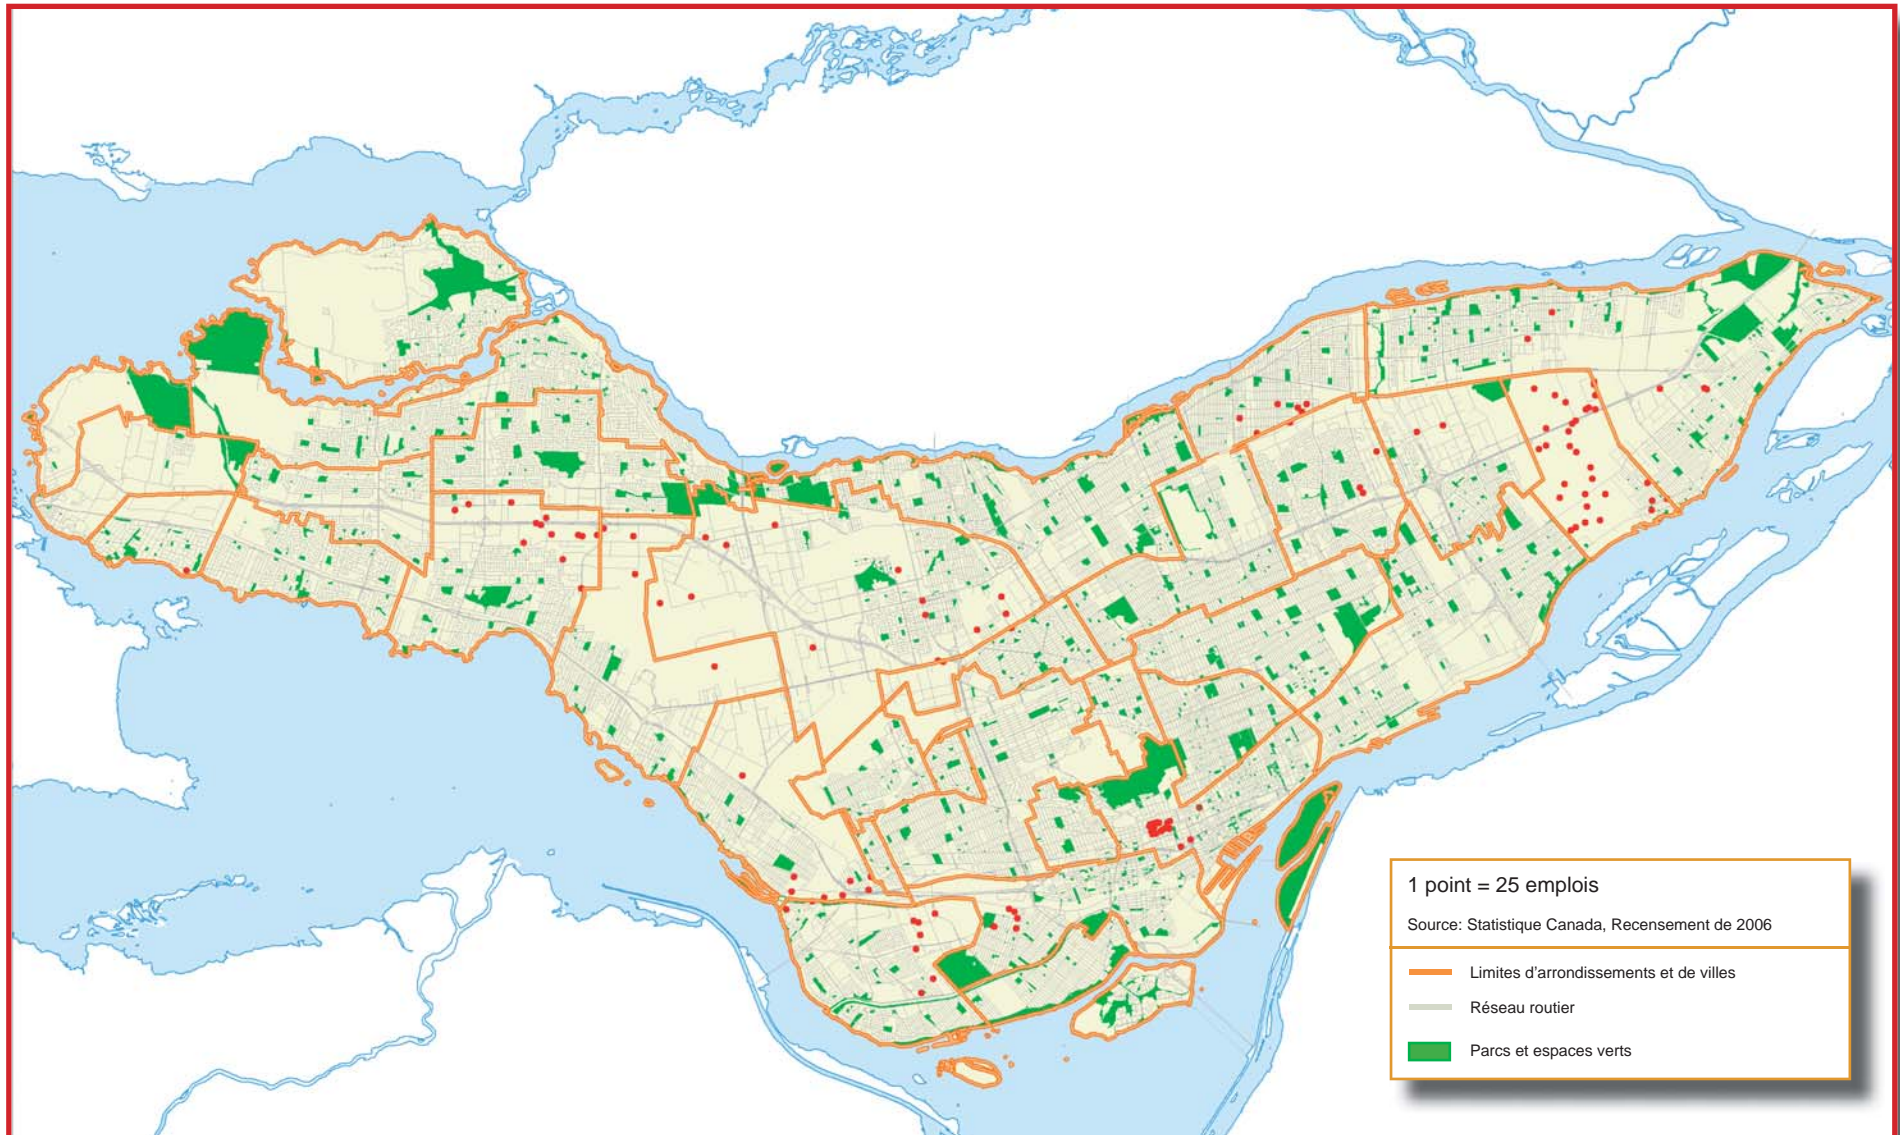 1 point = 25 emplois
Source: Statistique Canada, Recensement de 2006
Limites d'arrondissements et de villes
Réseau routier
Parcs et espaces verts